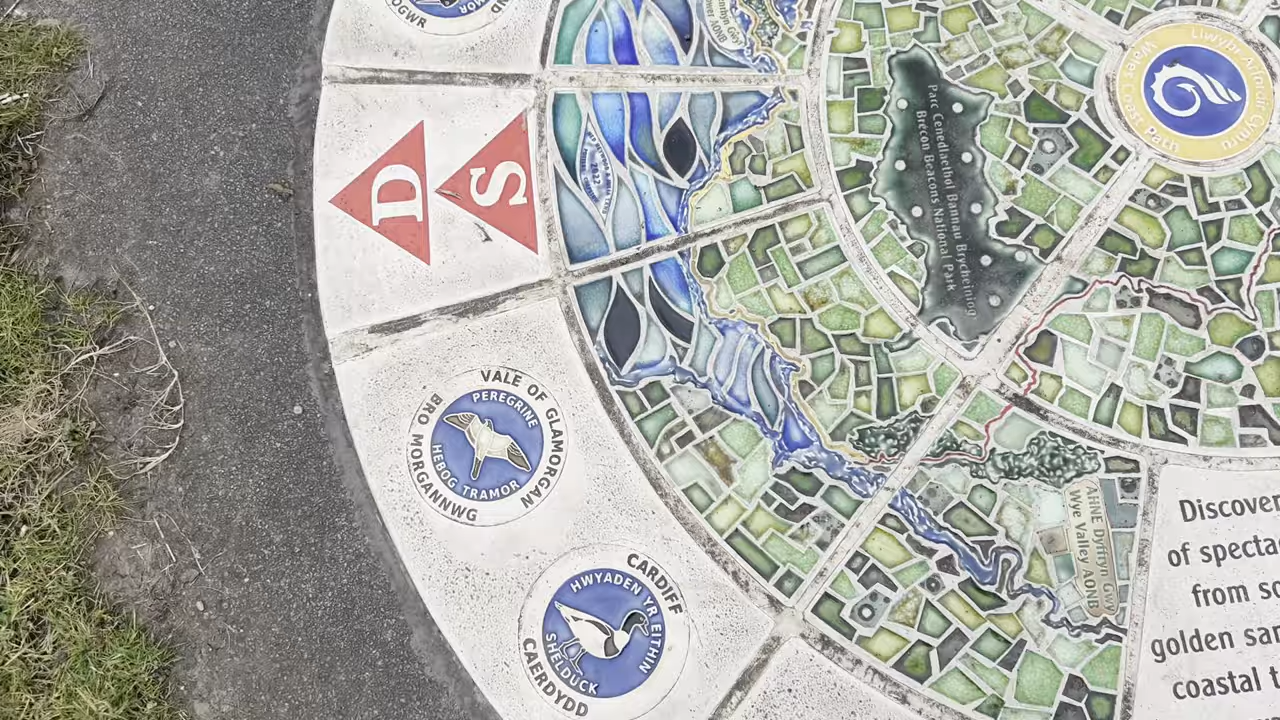 OGWR
D
S
VALE OF GLAMORGAN
PEREGRINE
HEBOG TRAMOR
BRO MORGANNWG
CARDIFF
HWYADEN YR EITHIN
SHELDUCK
CAERDYDD
Parc Cenedlaethol Bannau Brycheiniog
Brecon Beacons National Park
Llwybr Arfordir Cymru
Wales Coast Path
AHNE Dyffryn Gwy
Wye Valley AONB
Discover
of specta
from so
golden san
coastal t